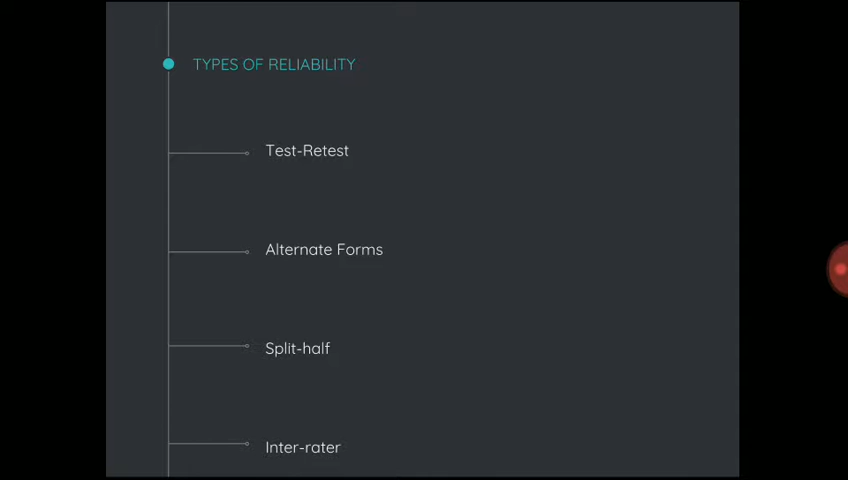 TYPES OF RELIABILITY
Test-Retest
Alternate Forms
Split-half
Inter-rater